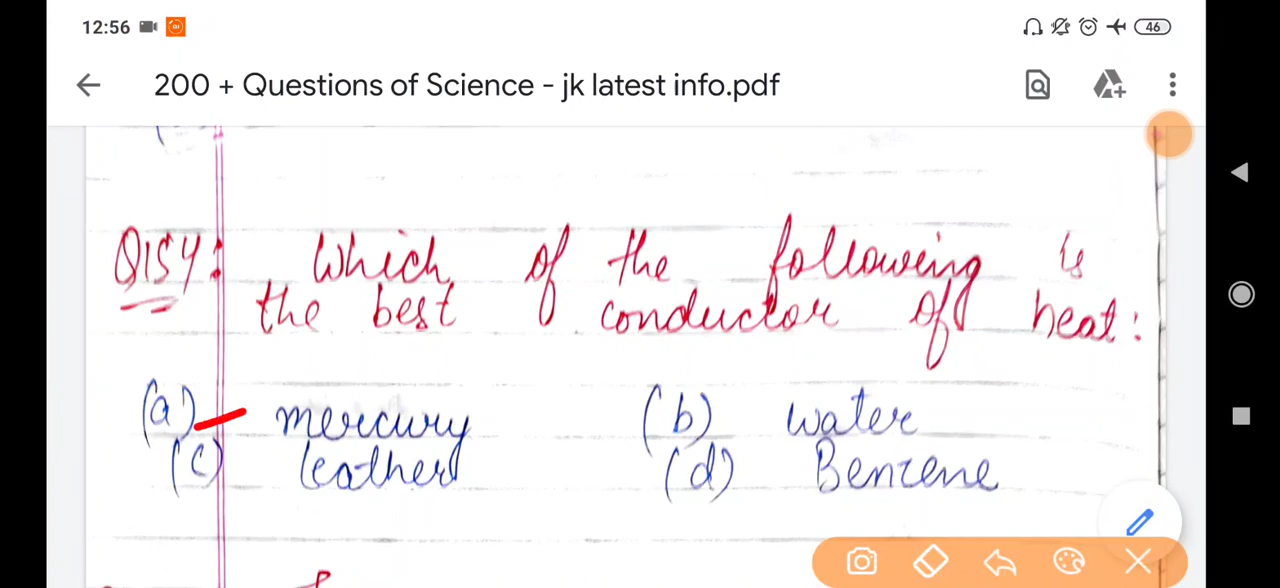 12:56 46
200 + Questions of Science - jk latest info.pdf
Q154: Which of the following is
the best conductor of heat:
(a) mercury (b) water
(c) leather (d) Benzene